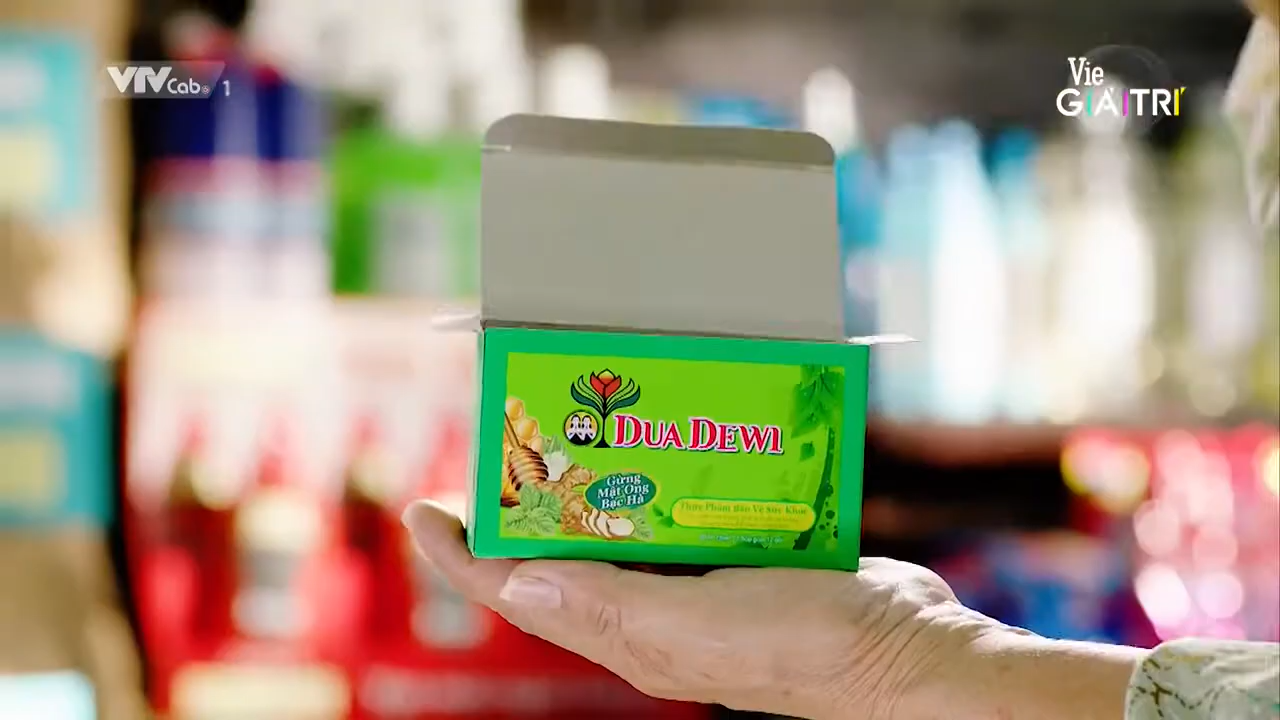 VTVCab 1
Vie
GIẢI TRÍ
DUA DEWI
Gừng
Mật Ong
Bạc Hà
Thực Phẩm Bảo Vệ Sức Khỏe